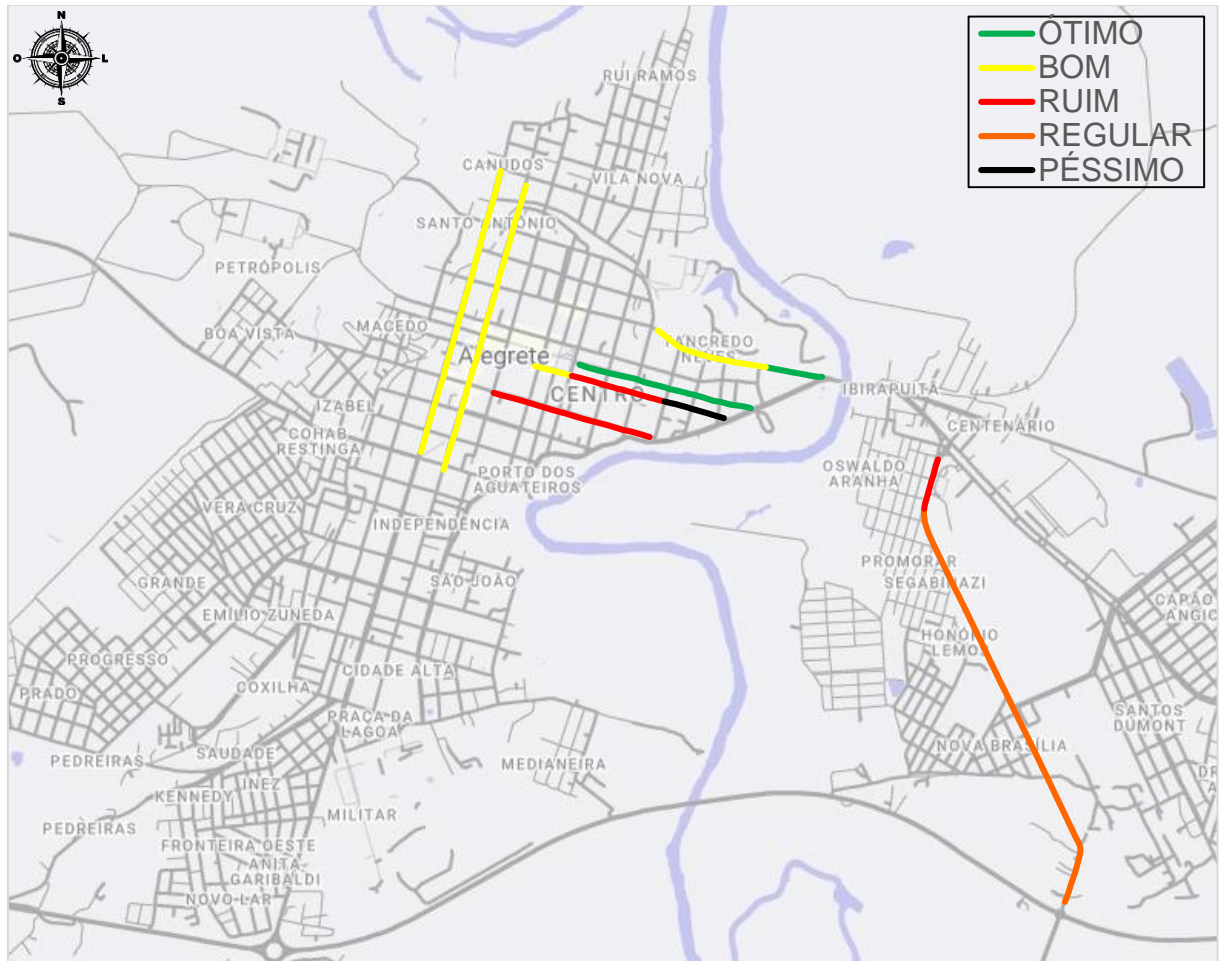 N
O
L
S
ÓTIMO
BOM
RUIM
REGULAR
PÉSSIMO
RUI RAMOS
CANUDOS
VILA NOVA
SANTO ANTÔNIO
PETRÓPOLIS
MACEDO
BOA VISTA
TANCREDO
NEVES
Alegrete
CENTRO
IBIRAPUITÃ
IZABEL
CENTENÁRIO
COHAB
RESTINGA
OSWALDO
ARANHA
PORTO DOS
AGUATEIROS
VERA CRUZ
INDEPENDÊNCIA
PROMORAR
SEGABINAZI
GRANDE
SÃO JOÃO
CAPÃO
ANGIC
EMÍLIO ZUNEDA
HONÓRIO
LEMOS
PROGRESSO
CIDADE ALTA
PRADO
COXILHA
PRAÇA DA
LAGOA
SANTOS
DUMONT
SAUDADE
NOVA BRASÍLIA
PEDREIRAS
MEDIANEIRA
INEZ
KENNEDY
DR
A
MILITAR
PEDREIRAS
FRONTEIRA OESTE
ANITA
GARIBALDI
NOVO LAR